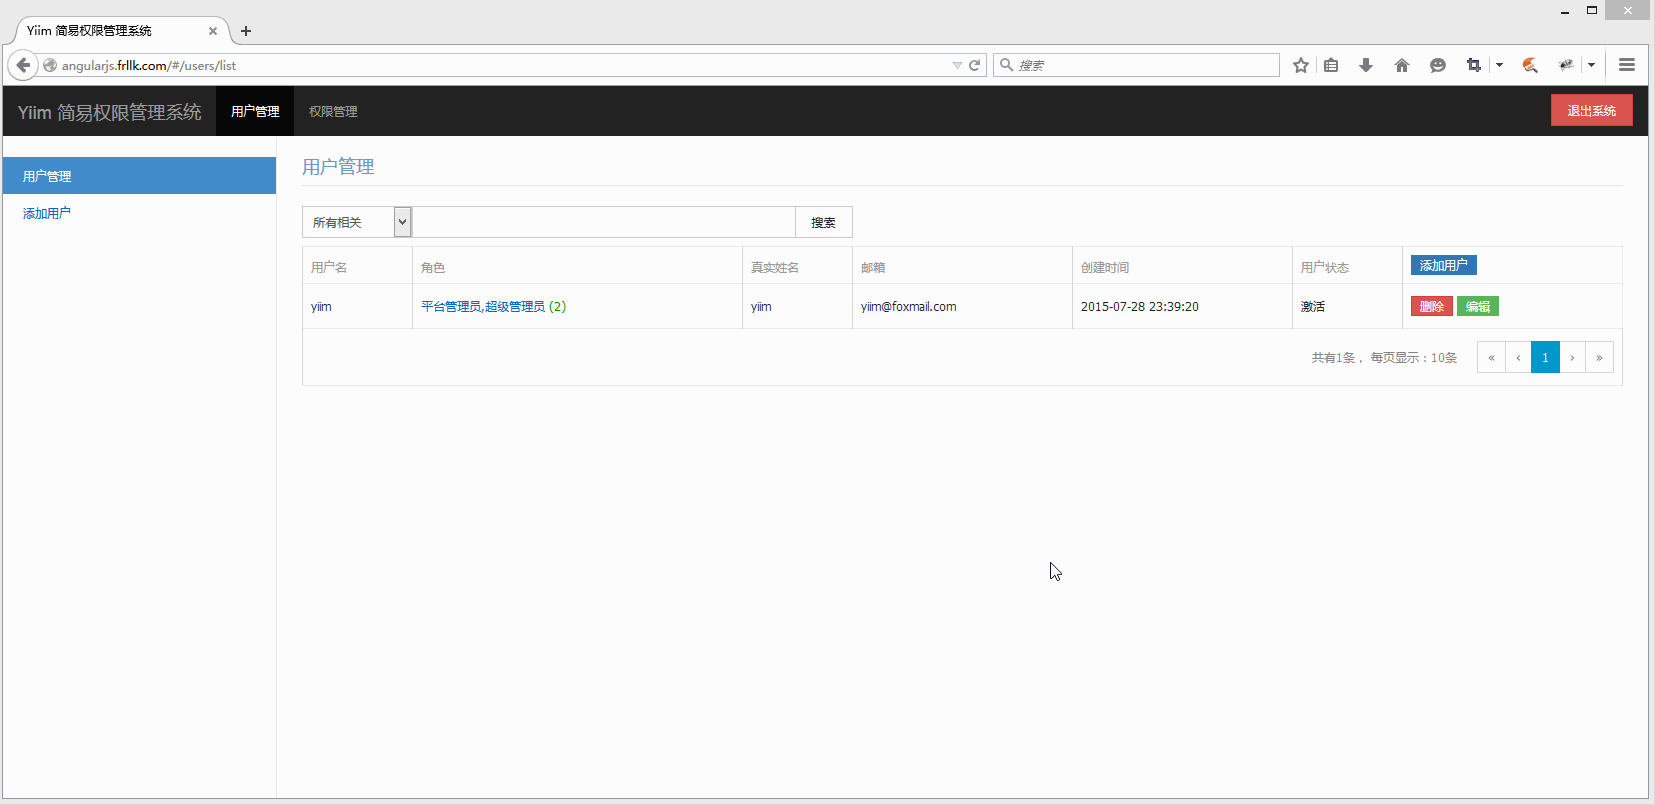 Yiim 简易权限管理系统
angularjs.frllk.com/#/users/list
搜索
Yiim 简易权限管理系统 用户管理 权限管理 退出系统
用户管理
添加用户
用户管理
所有相关 搜索
用户名 角色 真实姓名 邮箱 创建时间 用户状态 添加用户
yiim 平台管理员,超级管理员 (2) yiim yiim@foxmail.com 2015-07-28 23:39:20 激活 删除 编辑
共有1条， 每页显示：10条 « ‹ 1 › »